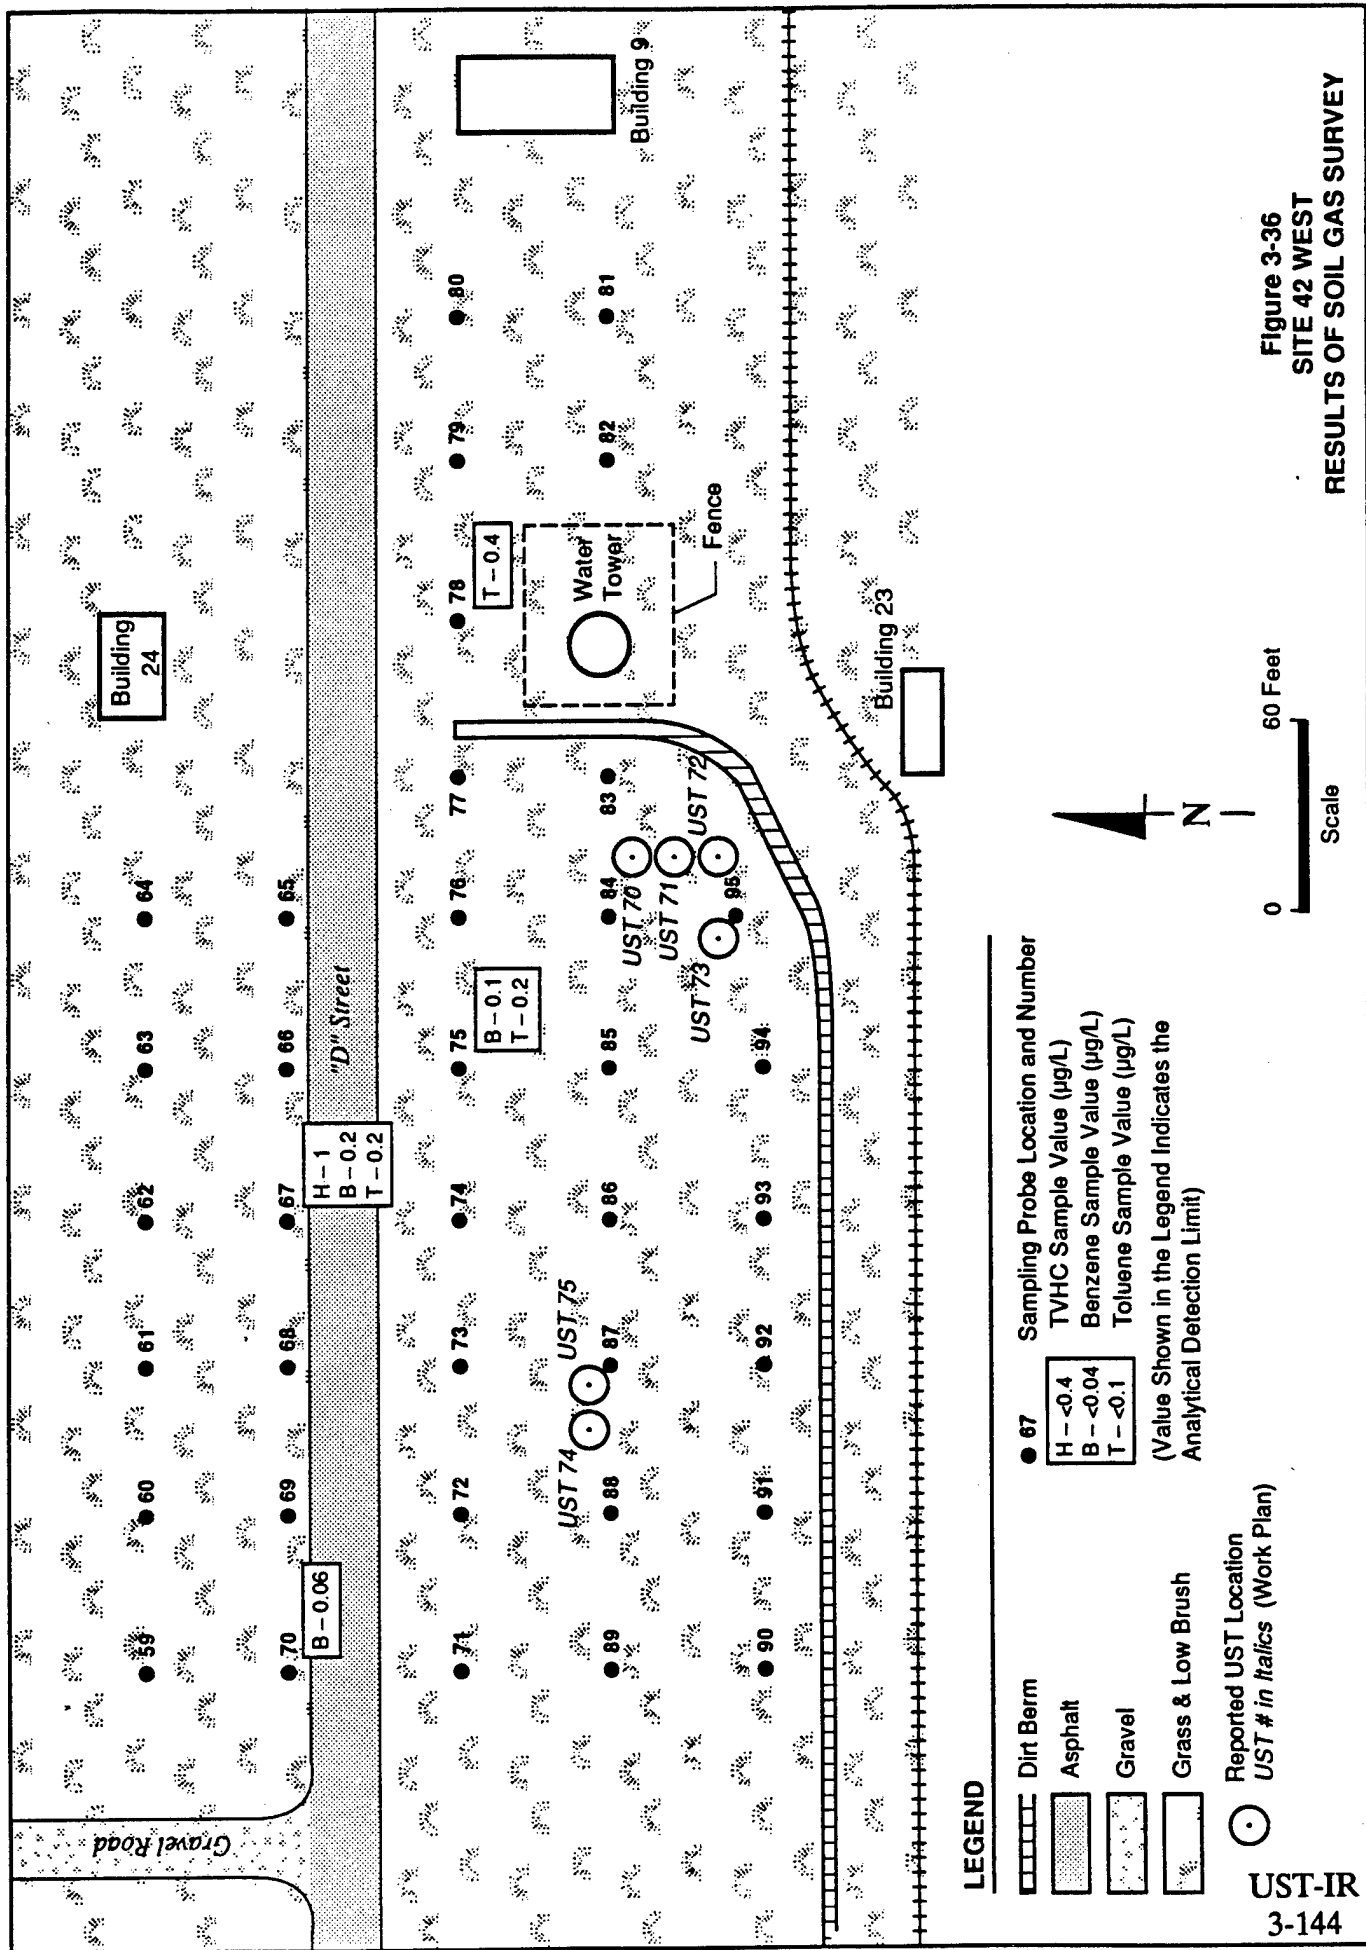 Gravel Road
Building
24
59
60
61
62
63
64
70
69
68
67
66
65
B – 0.06
H – 1
B – 0.2
T – 0.2
"D" Street
71
72
73
74
75
76
77
78
79
80
B – 0.1
T – 0.2
T – 0.4
Building 9
UST 74
UST 75
Water
Tower
89
88
87
86
85
84
83
82
81
UST 70
UST 71
UST 72
UST 73
Fence
90
91
92
93
94
95
Building 23
LEGEND
Dirt Berm
Asphalt
Gravel
Grass & Low Brush
Reported UST Location
UST # in Italics (Work Plan)
67 Sampling Probe Location and Number
H – <0.4 TVHC Sample Value (µg/L)
B – <0.04 Benzene Sample Value (µg/L)
T – <0.1 Toluene Sample Value (µg/L)
(Value Shown in the Legend Indicates the
Analytical Detection Limit)
N
0 60 Feet
Scale
Figure 3-36
SITE 42 WEST
RESULTS OF SOIL GAS SURVEY
UST-IR
3-144